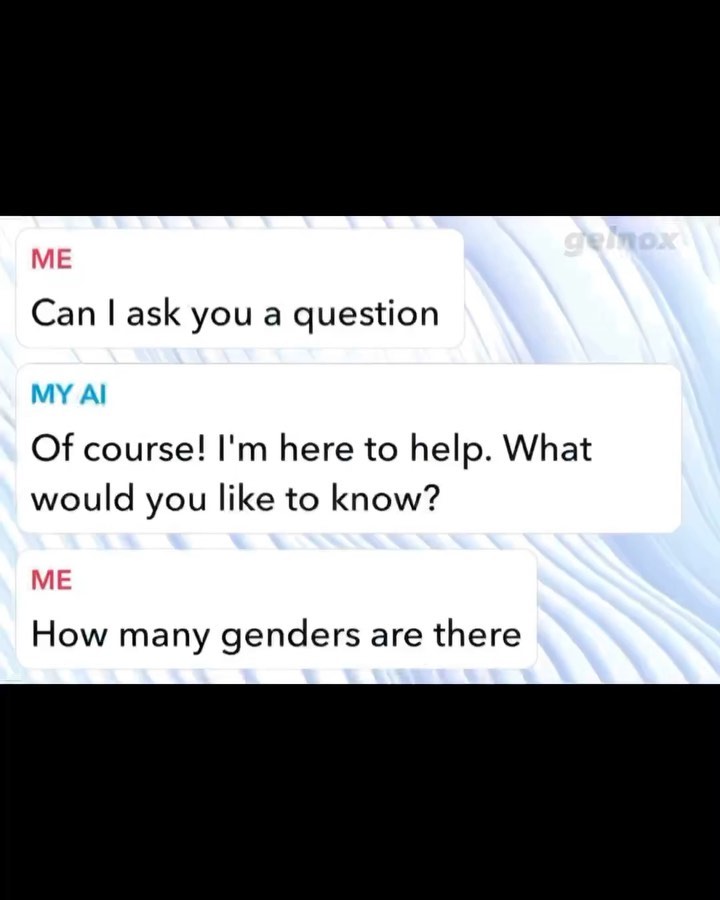 geinox
ME
Can I ask you a question
MY AI
Of course! I'm here to help. What
would you like to know?
ME
How many genders are there